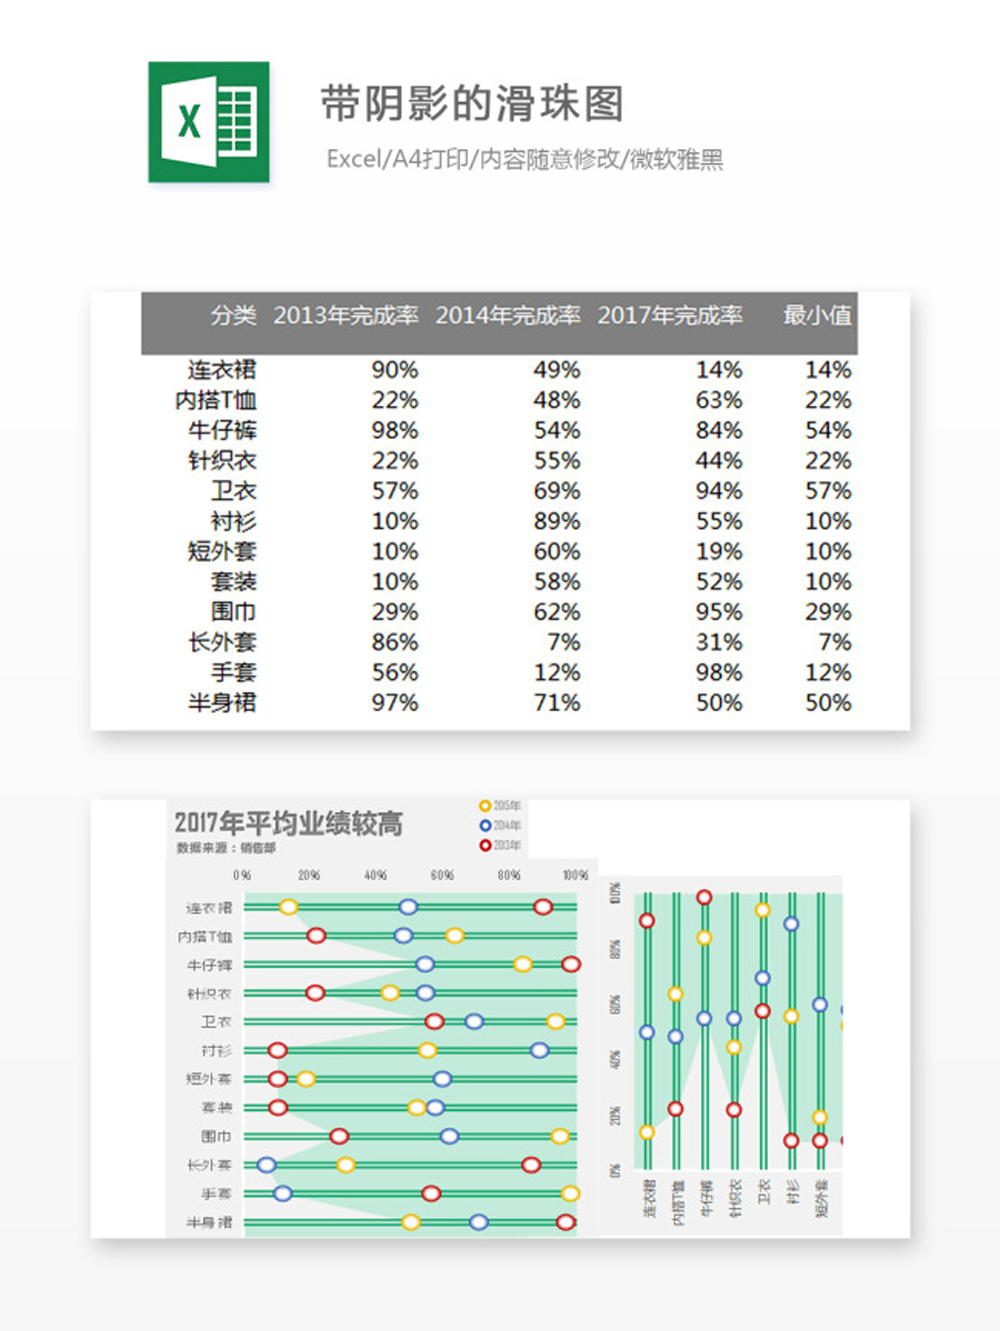 X
带阴影的滑珠图
Excel/A4打印/内容随意修改/微软雅黑
分类 2013年完成率 2014年完成率 2017年完成率 最小值
连衣裙 90% 49% 14% 14%
内搭T恤 22% 48% 63% 22%
牛仔裤 98% 54% 84% 54%
针织衣 22% 55% 44% 22%
卫衣 57% 69% 94% 57%
衬衫 10% 89% 55% 10%
短外套 10% 60% 19% 10%
套装 10% 58% 52% 10%
围巾 29% 62% 95% 29%
长外套 86% 7% 31% 7%
手套 56% 12% 98% 12%
半身裙 97% 71% 50% 50%
2017年平均业绩较高
数据来源：销售部
2015年
2014年
2013年
0% 20% 40% 60% 80% 100%
连衣裙
内搭T恤
牛仔裤
针织衣
卫衣
衬衫
短外套
套装
围巾
长外套
手套
半身裙
100%
80%
60%
40%
20%
0%
连衣裙 内搭T恤 牛仔裤 针织衣 卫衣 衬衫 短外套